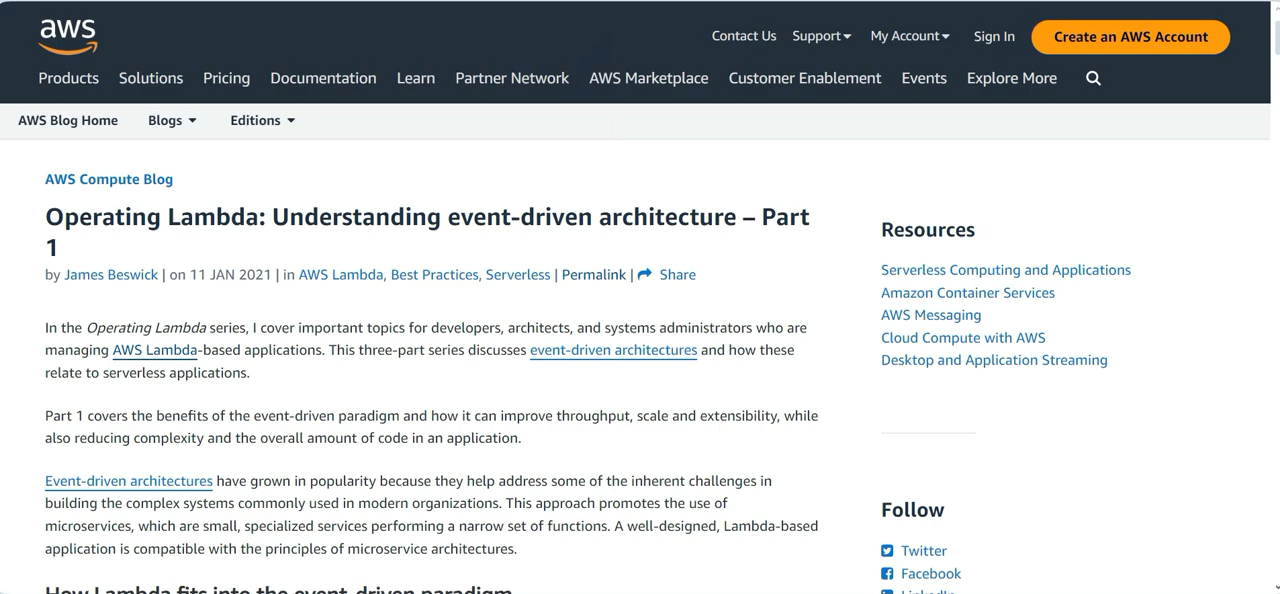 aws
Contact Us Support My Account Sign In Create an AWS Account
Products Solutions Pricing Documentation Learn Partner Network AWS Marketplace Customer Enablement Events Explore More
AWS Blog Home Blogs Editions
AWS Compute Blog
Operating Lambda: Understanding event-driven architecture – Part
1
by James Beswick | on 11 JAN 2021 | in AWS Lambda, Best Practices, Serverless | Permalink | Share
In the Operating Lambda series, I cover important topics for developers, architects, and systems administrators who are
managing AWS Lambda-based applications. This three-part series discusses event-driven architectures and how these
relate to serverless applications.
Part 1 covers the benefits of the event-driven paradigm and how it can improve throughput, scale and extensibility, while
also reducing complexity and the overall amount of code in an application.
Event-driven architectures have grown in popularity because they help address some of the inherent challenges in
building the complex systems commonly used in modern organizations. This approach promotes the use of
microservices, which are small, specialized services performing a narrow set of functions. A well-designed, Lambda-based
application is compatible with the principles of microservice architectures.
How Lambda fits into the event-driven paradigm
Resources
Serverless Computing and Applications
Amazon Container Services
AWS Messaging
Cloud Compute with AWS
Desktop and Application Streaming
Follow
Twitter
Facebook
LinkedIn